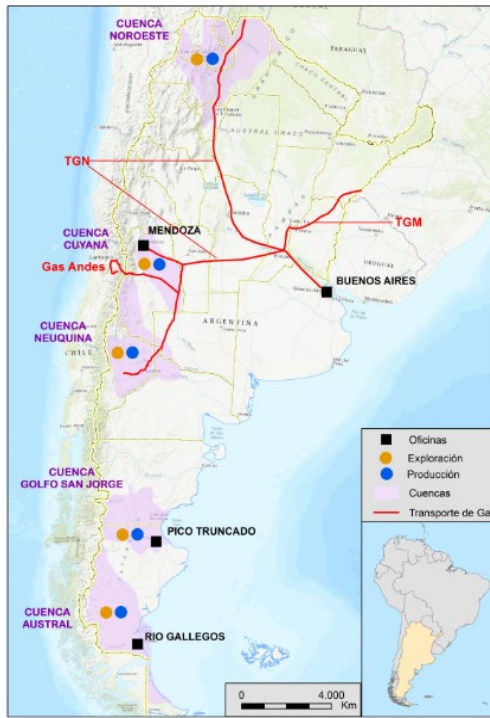 CUENCA
NOROESTE
PARAGUAY
AUSTRAL CHACO
TGN
TGM
CUENCA
CUYANA
MENDOZA
Gas Andes
BUENOS AIRES
URUGUAY
CUENCA
NEUQUINA
ARGENTINA
CHILE
Oficinas
Exploración
Producción
Cuencas
Transporte de Ga
CUENCA
GOLFO SAN JORGE
PICO TRUNCADO
CUENCA
AUSTRAL
RIO GALLEGOS
0 4.000
Km